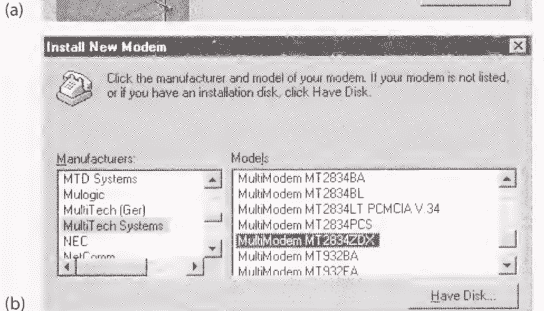 (a)
Install New Modem
Click the manufacturer and model of your modem. If your modem is not listed,
or if you have an installation disk, click Have Disk.
Manufacturers:
MTD Systems
Mulogic
MultiTech (Ger)
MultiTech Systems
NEC
NetComm
Models
MultiModem MT2834BA
MultiModem MT2834BL
MultiModem MT2834LT PCMCIA V.34
MultiModem MT2834PCS
MultiModem MT2834ZDX
MultiModem MT932BA
MultiModem MT932EA
Have Disk...
(b)